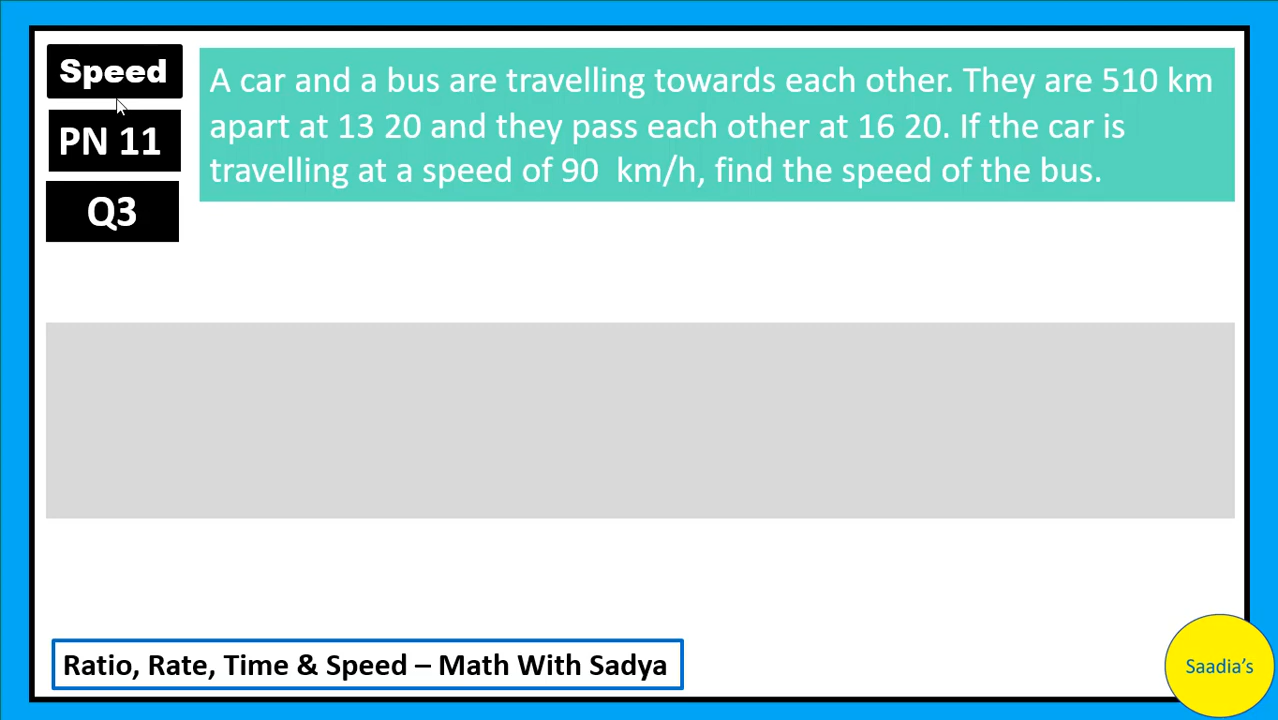 Speed
PN 11
Q3
A car and a bus are travelling towards each other. They are 510 km
apart at 13 20 and they pass each other at 16 20. If the car is
travelling at a speed of 90  km/h, find the speed of the bus.
Ratio, Rate, Time & Speed – Math With Sadya
Saadia's